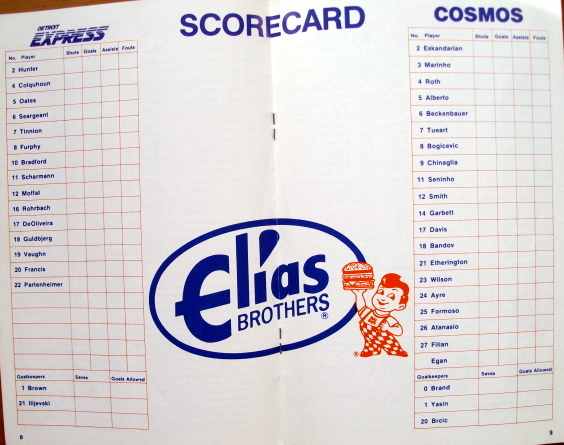 DETROIT
EXPRESS
No. Player Shots Goals Assists Fouls
2 Hunter
4 Colquhoun
5 Oates
6 Seargeant
7 Tinnion
8 Furphy
10 Bradford
11 Scharmann
12 Moffat
16 Rohrbach
17 DeOliveira
18 Guldbjerg
19 Vaughn
20 Francis
22 Partenheimer
Goalkeepers Saves Goals Allowed
1 Brown
21 Ilijevski
8
SCORECARD
Elias
BROTHERS®
®
COSMOS
No. Player Shots Goals Assists Fouls
2 Eskandarian
3 Marinho
4 Roth
5 Alberto
6 Beckenbauer
7 Tueart
8 Bogicevic
9 Chinaglia
11 Seninho
12 Smith
14 Garbett
17 Davis
18 Bandov
21 Etherington
23 Wilson
24 Ayre
25 Formoso
26 Atanasio
27 Filian
Egan
Goalkeepers Saves Goals Allowed
0 Brand
1 Yasin
20 Brcic
9